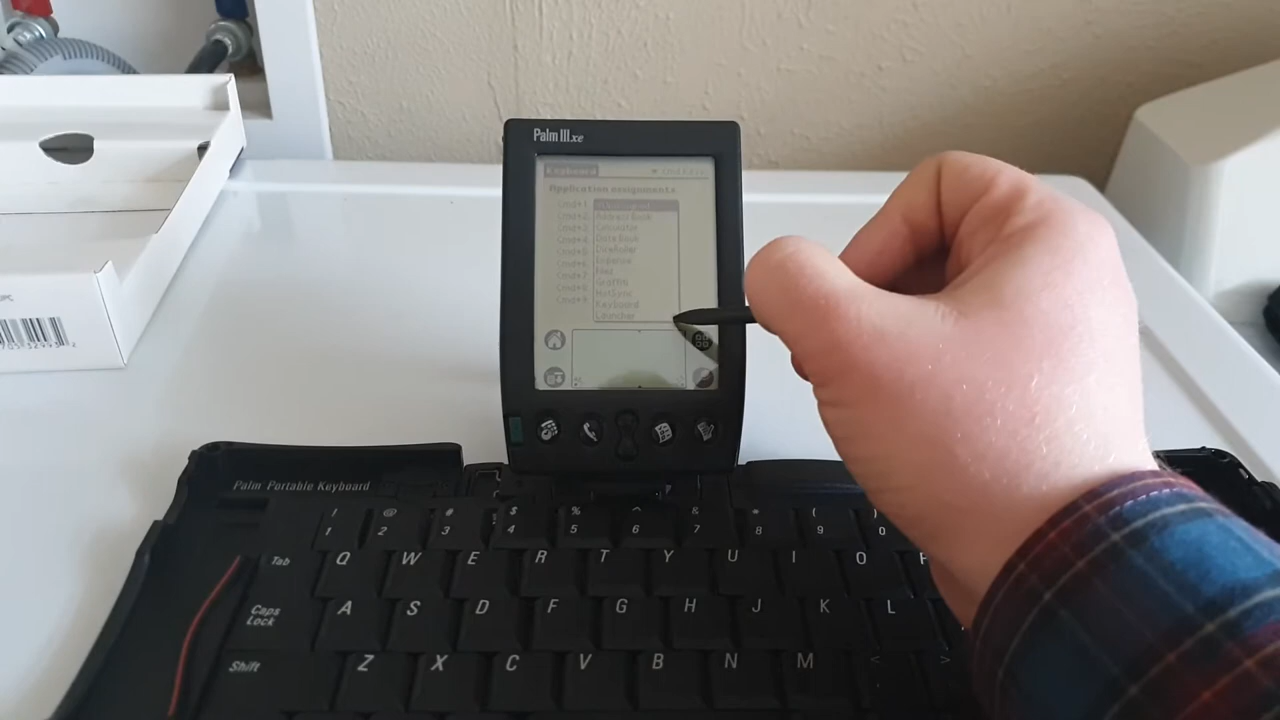 Palm IIIxe
Keyboard
Application assignments
Cmd+1
Cmd+2 Address Book
Cmd+3 Calculator
Cmd+4 Date Book
Cmd+5
Cmd+6 Expense
Cmd+7
Cmd+8 Graffiti
Cmd+9 HotSync
Keyboard
Launcher
Palm Portable Keyboard
! @ # $ % ^ & * ( )
1 2 3 4 5 6 7 8 9 0
Tab Q W E R T Y U I O P
Caps Lock A S D F G H J K L
Shift Z X C V B N M < >